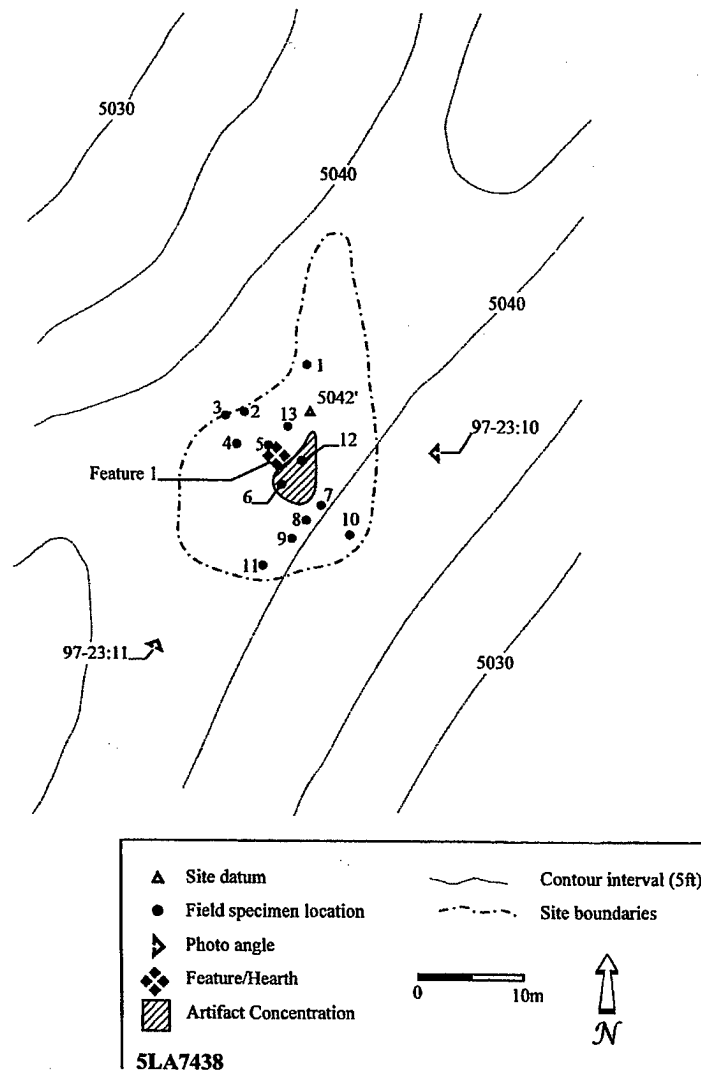 5030
5040
5040
1
5042'
3
2
13
97-23:10
4
5
12
Feature 1
6
7
8
10
9
11
97-23:11
5030
Site datum
Contour interval (5ft)
Field specimen location
Site boundaries
Photo angle
Feature/Hearth
0 10m
Artifact Concentration
N
5LA7438